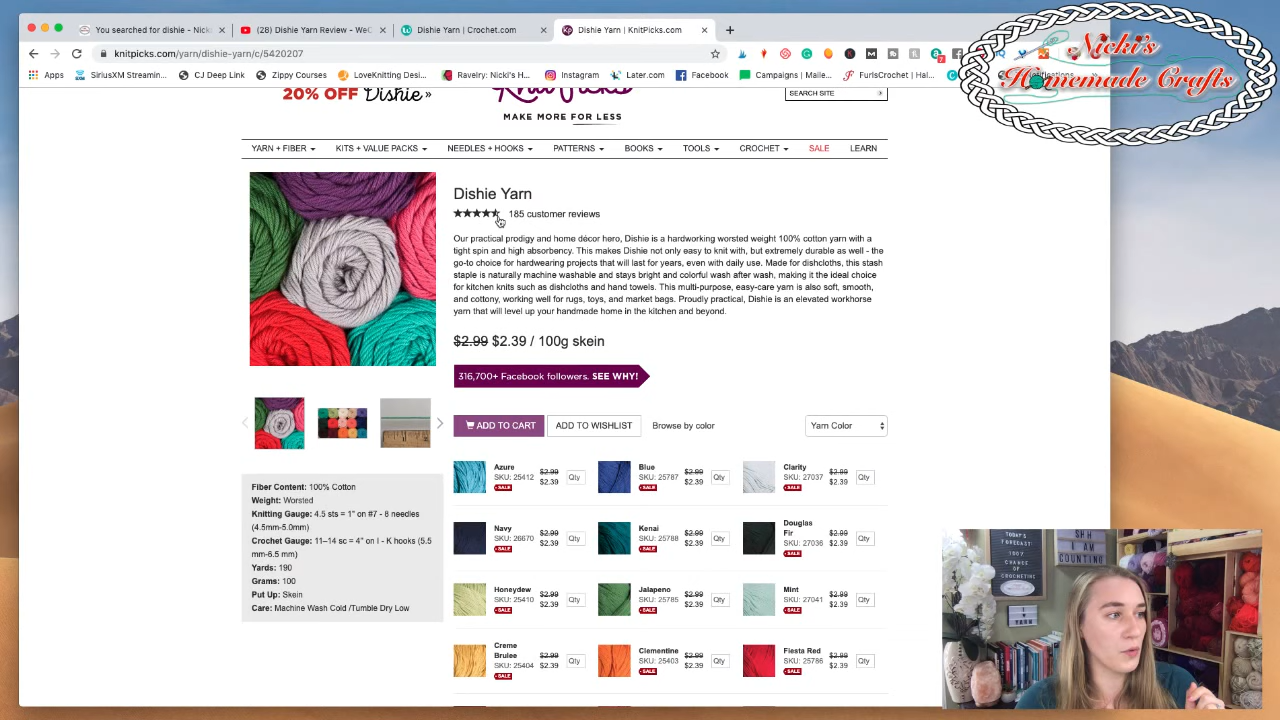 You searched for dishie - Nicki
(28) Dishie Yarn Review - WeC
Dishie Yarn | Crochet.com
Dishie Yarn | KnitPicks.com
knitpicks.com/yarn/dishie-yarn/c/5420207
Apps
SiriusXM Streamin...
CJ Deep Link
Zippy Courses
LoveKnitting Desi...
Ravelry: Nicki's H...
Instagram
Later.com
Facebook
Campaigns | Maile...
FurlsCrochet | Hai...
Nicki's
Homemade Crafts
20% OFF Dishie »
Knit Picks
MAKE MORE FOR LESS
SEARCH SITE
YARN + FIBER
KITS + VALUE PACKS
NEEDLES + HOOKS
PATTERNS
BOOKS
TOOLS
CROCHET
SALE
LEARN
Dishie Yarn
185 customer reviews
Our practical prodigy and home décor hero, Dishie is a hardworking worsted weight 100% cotton yarn with a
tight spin and high absorbency. This makes Dishie not only easy to knit with, but extremely durable as well - the
go-to choice for hardwearing projects that will last for years, even with daily use. Made for dishcloths, this stash
staple is naturally machine washable and stays bright and colorful wash after wash, making it the ideal choice
for kitchen knits such as dishcloths and hand towels. This multi-purpose, easy-care yarn is also soft, smooth,
and cottony, working well for rugs, toys, and market bags. Proudly practical, Dishie is an elevated workhorse
yarn that will level up your handmade home in the kitchen and beyond.
$2.99 $2.39 / 100g skein
316,700+ Facebook followers. SEE WHY!
ADD TO CART
ADD TO WISHLIST
Browse by color
Yarn Color
Fiber Content: 100% Cotton
Weight: Worsted
Knitting Gauge: 4.5 sts = 1" on #7 - 8 needles
(4.5mm-5.0mm)
Crochet Gauge: 11–14 sc = 4" on I - K hooks (5.5
mm-6.5 mm)
Yards: 190
Grams: 100
Put Up: Skein
Care: Machine Wash Cold /Tumble Dry Low
Azure
SKU: 25412
SALE
$2.99
$2.39
Qty
Blue
SKU: 25787
SALE
$2.99
$2.39
Qty
Clarity
SKU: 27037
SALE
$2.99
$2.39
Qty
Navy
SKU: 26670
SALE
$2.99
$2.39
Qty
Kenai
SKU: 25788
SALE
$2.99
$2.39
Qty
Douglas
Fir
SKU: 27036
SALE
$2.99
$2.39
Qty
Honeydew
SKU: 25410
SALE
$2.99
$2.39
Qty
Jalapeno
SKU: 25785
SALE
$2.99
$2.39
Qty
Mint
SKU: 27041
SALE
$2.99
$2.39
Qty
Creme
Brulee
SKU: 25404
SALE
$2.99
$2.39
Qty
Clementine
SKU: 25403
SALE
$2.99
$2.39
Qty
Fiesta Red
SKU: 25786
SALE
$2.99
$2.39
Qty
TODAY'S
FORECAST:
100%
CHANCE OF
CROCHETING
SHH
I AM
COUNTING